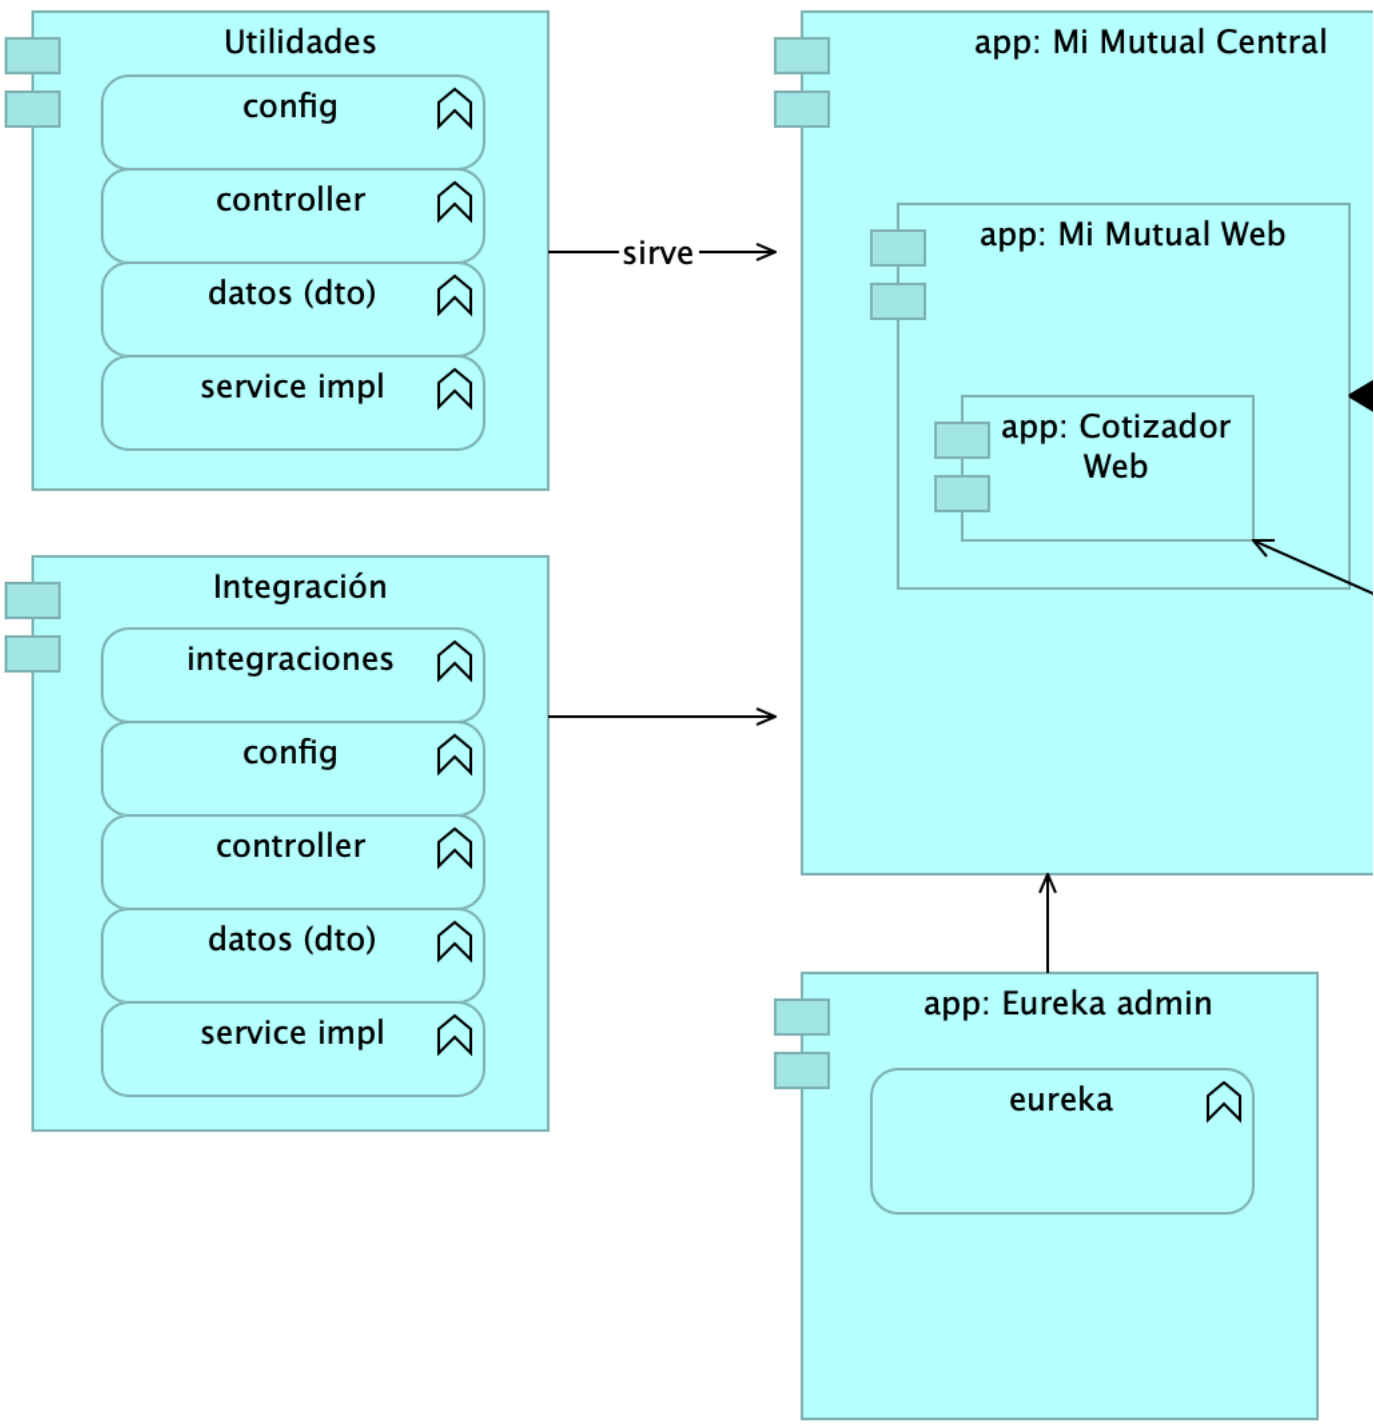 Utilidades
config
controller
datos (dto)
service impl
sirve
Integración
integraciones
config
controller
datos (dto)
service impl
app: Mi Mutual Central
app: Mi Mutual Web
app: Cotizador
Web
app: Eureka admin
eureka